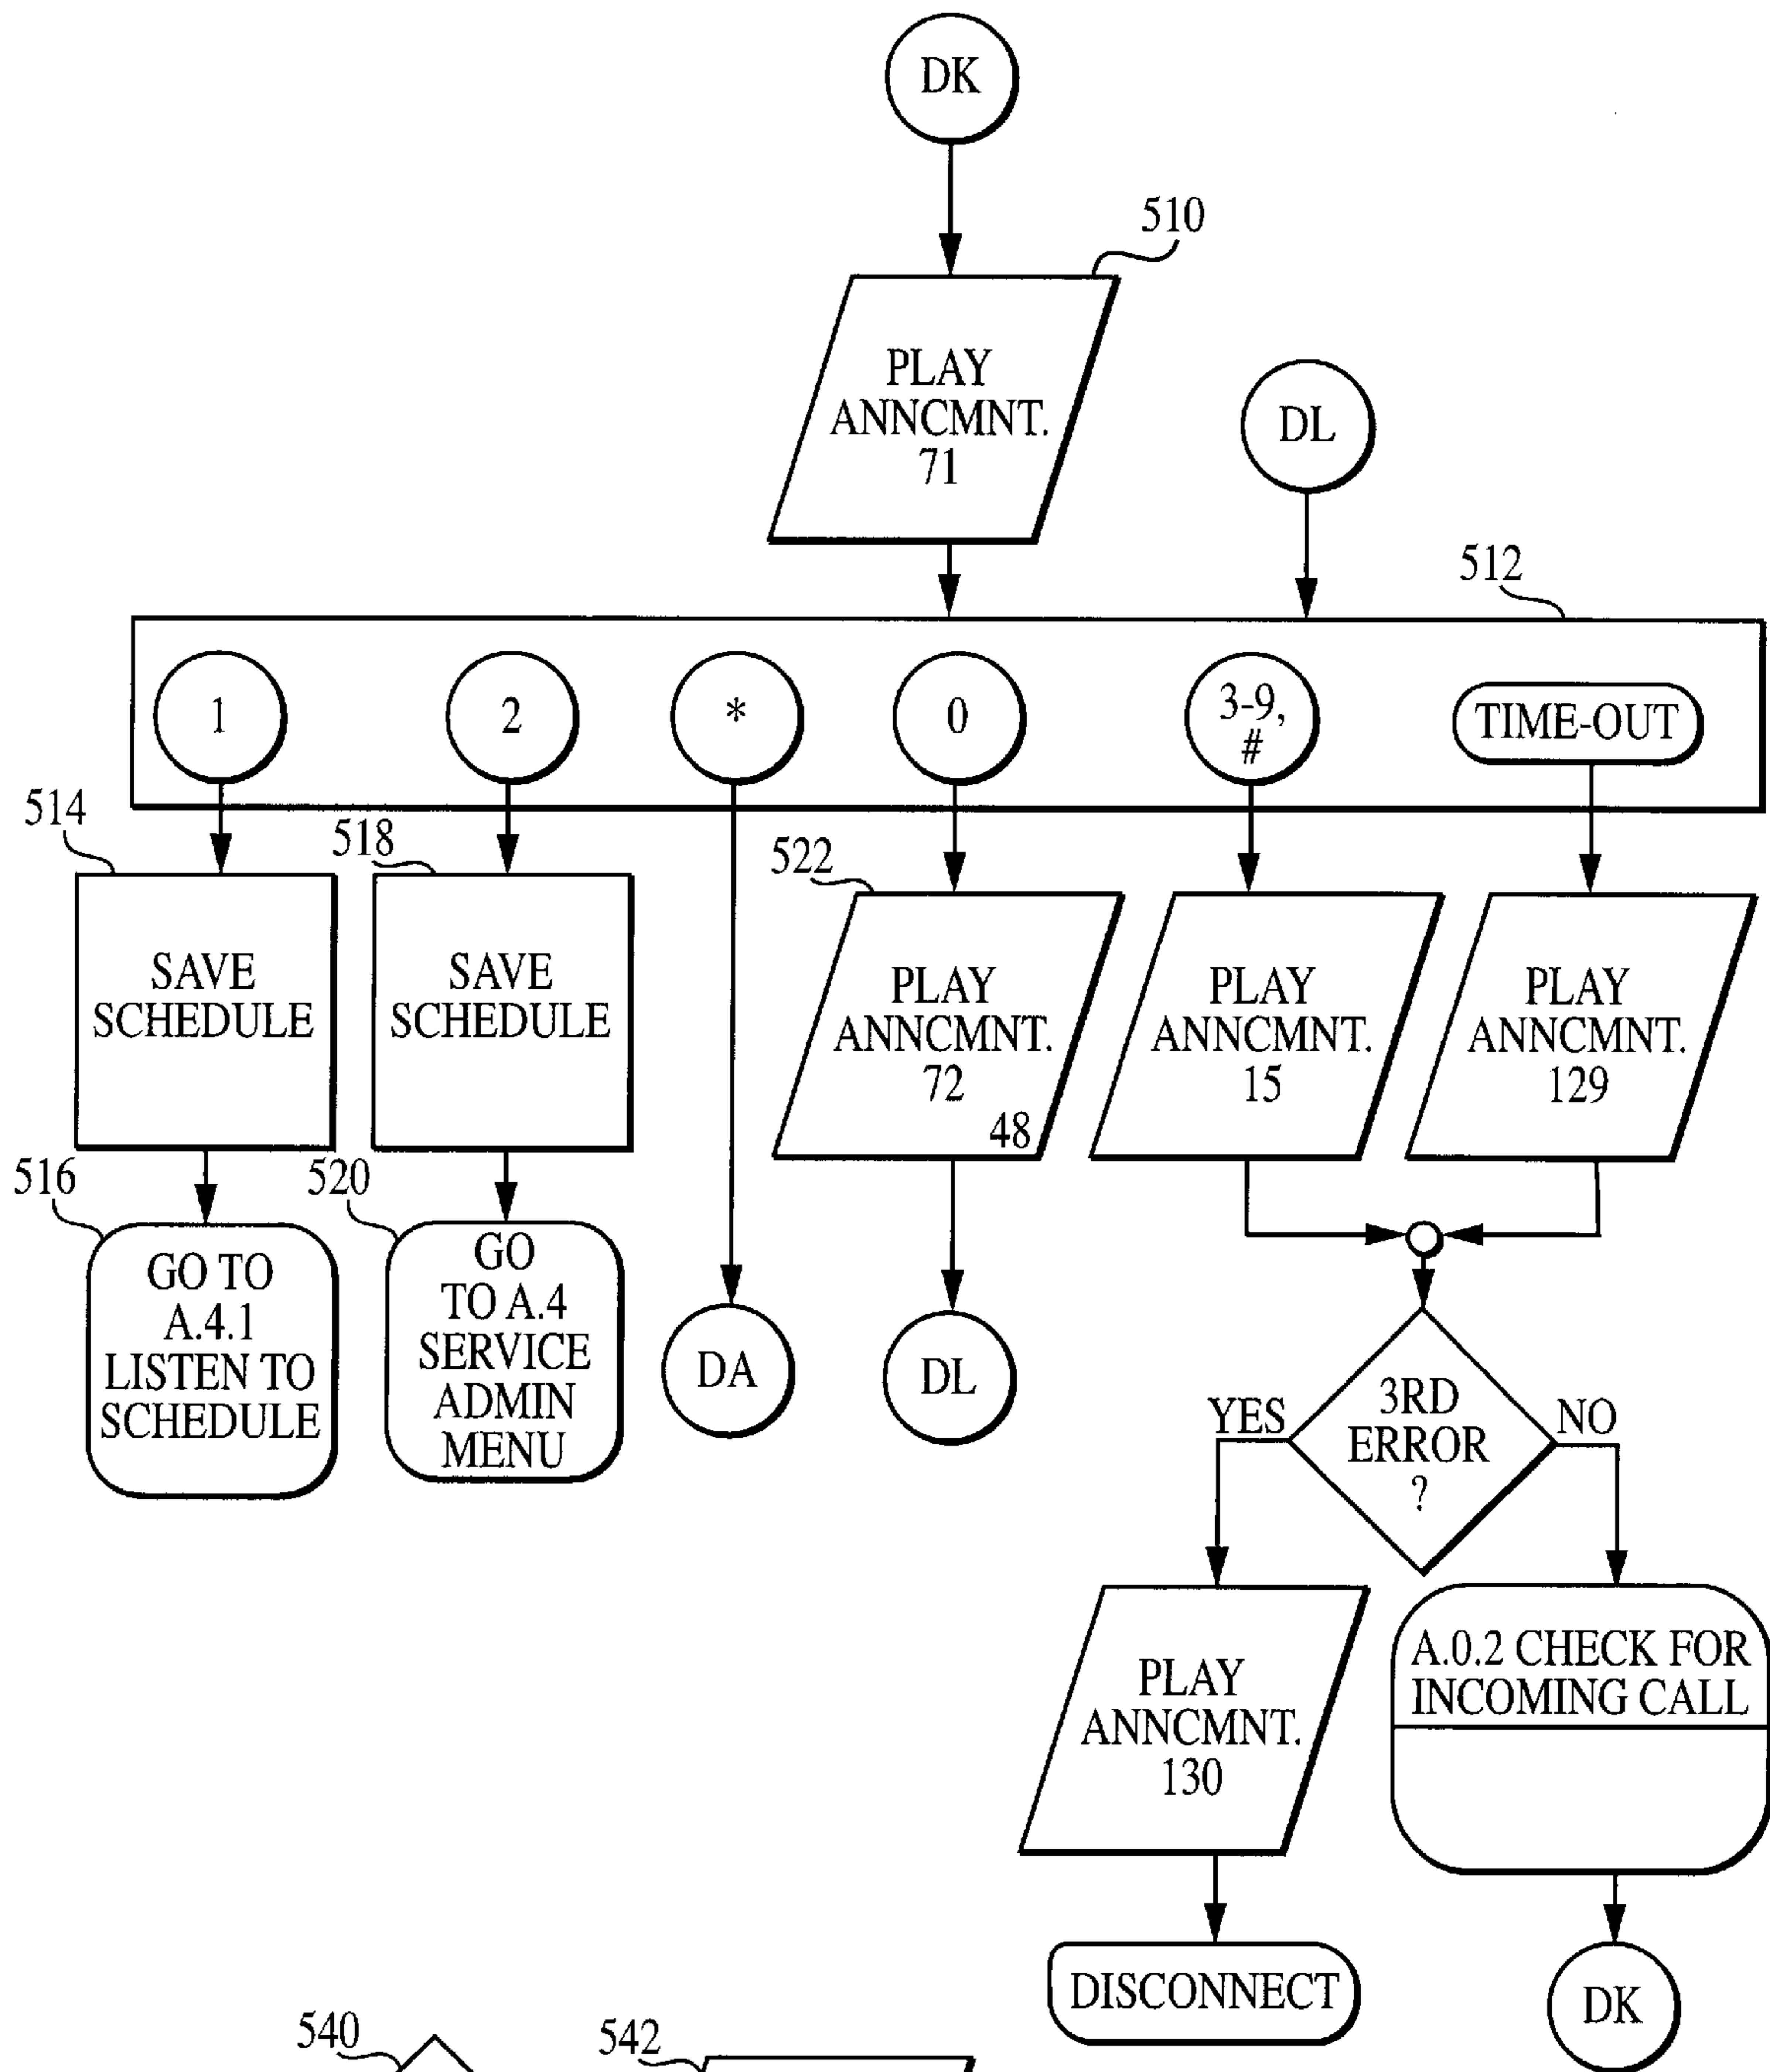 DK
510
PLAY
ANNCMNT.
71
DL
512
1
2
*
0
3-9,
#
TIME-OUT
514
SAVE
SCHEDULE
518
SAVE
SCHEDULE
522
PLAY
ANNCMNT.
72
48
PLAY
ANNCMNT.
15
PLAY
ANNCMNT.
129
516
GO TO
A.4.1
LISTEN TO
SCHEDULE
520
GO
TO A.4
SERVICE
ADMIN
MENU
DA
DL
YES
3RD
ERROR
?
NO
PLAY
ANNCMNT.
130
A.0.2 CHECK FOR
INCOMING CALL
DISCONNECT
DK
540
542